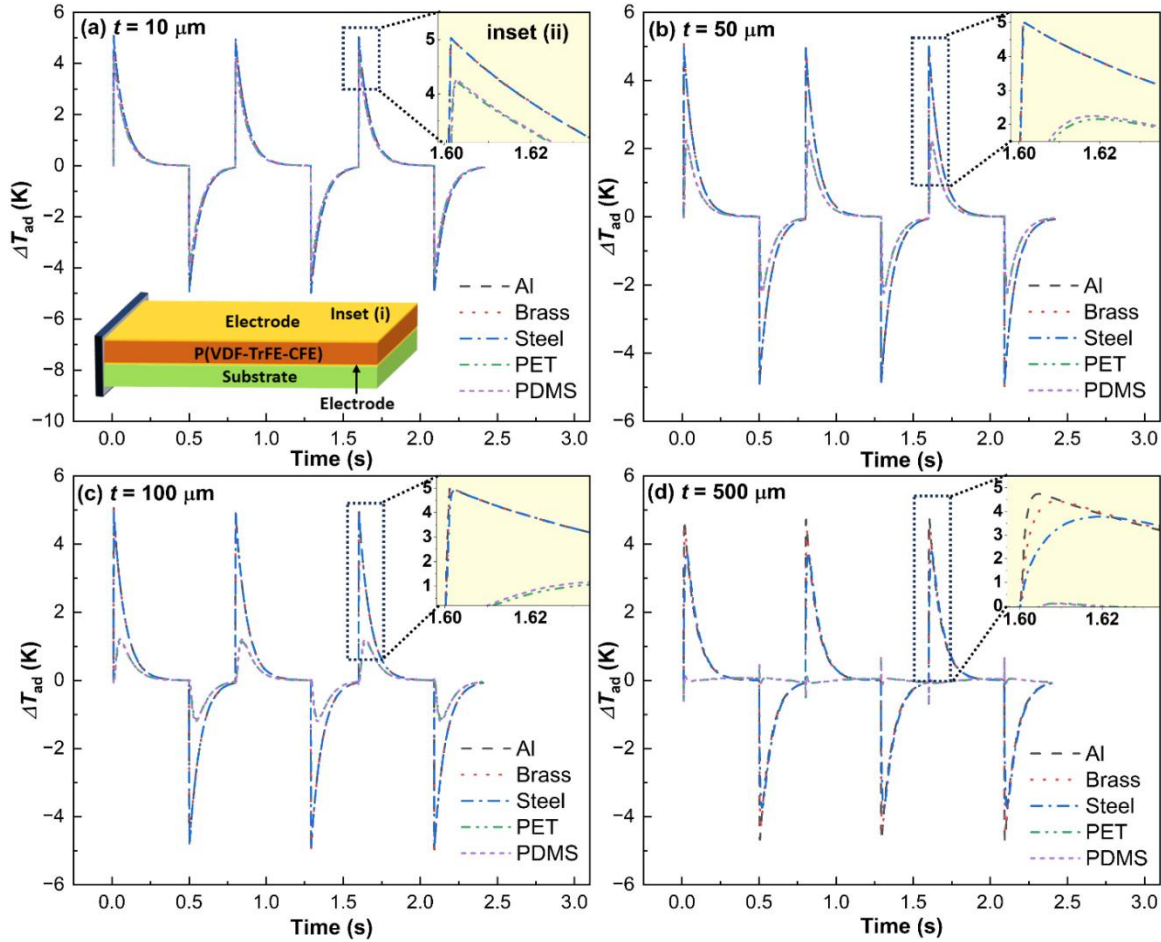 (a) t = 10 μm
inset (ii)
5
4
1.60
1.62
6
4
2
0
−2
−4
−6
−8
−10
ΔTad (K)
Al
Brass
Steel
PET
PDMS
Electrode
Inset (i)
P(VDF-TrFE-CFE)
Substrate
Electrode
0.0 0.5 1.0 1.5 2.0 2.5 3.0
Time (s)
(b) t = 50 μm
5
4
3
2
1.60
1.62
6
4
2
0
−2
−4
−6
ΔTad (K)
Al
Brass
Steel
PET
PDMS
0.0 0.5 1.0 1.5 2.0 2.5 3.0
Time (s)
(c) t = 100 μm
5
4
3
2
1
1.60
1.62
6
4
2
0
−2
−4
−6
ΔTad (K)
Al
Brass
Steel
PET
PDMS
0.0 0.5 1.0 1.5 2.0 2.5 3.0
Time (s)
(d) t = 500 μm
5
4
3
2
1
0
1.60
1.62
6
4
2
0
−2
−4
−6
ΔTad (K)
Al
Brass
Steel
PET
PDMS
0.0 0.5 1.0 1.5 2.0 2.5 3.0
Time (s)